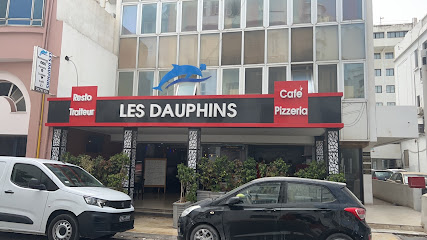 Resto
Traiteur
LES DAUPHINS
Café
Pizzeria